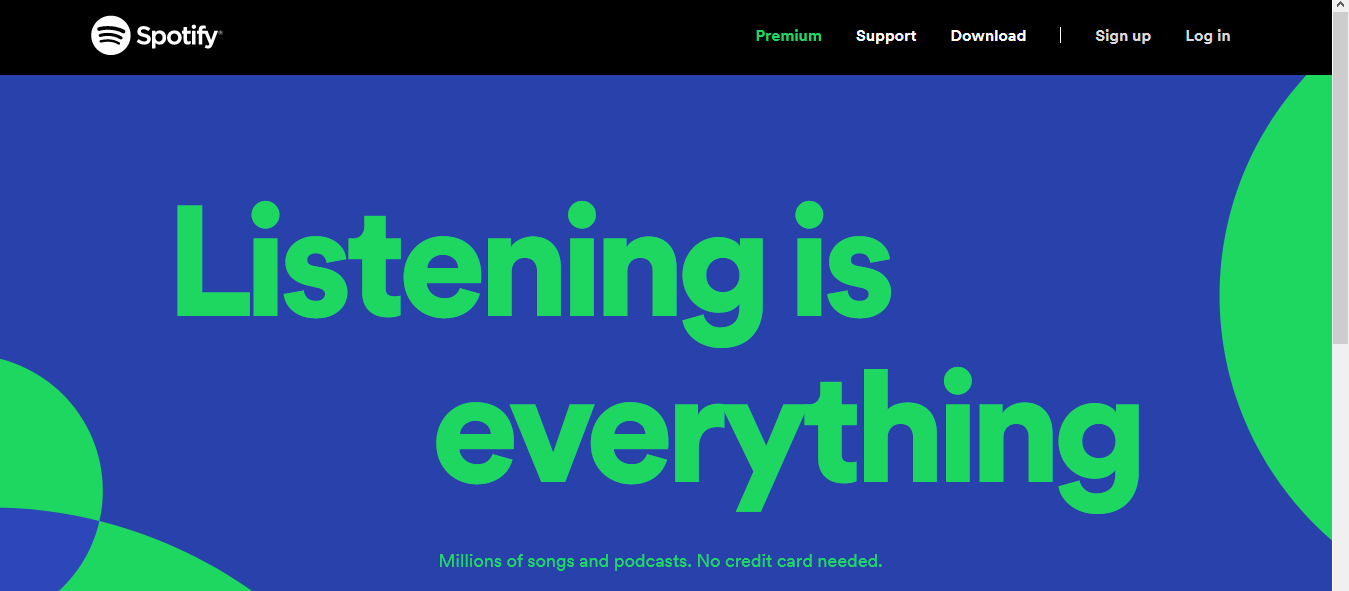 Spotify®
Premium Support Download | Sign up Log in
Listening is
everything
Millions of songs and podcasts. No credit card needed.